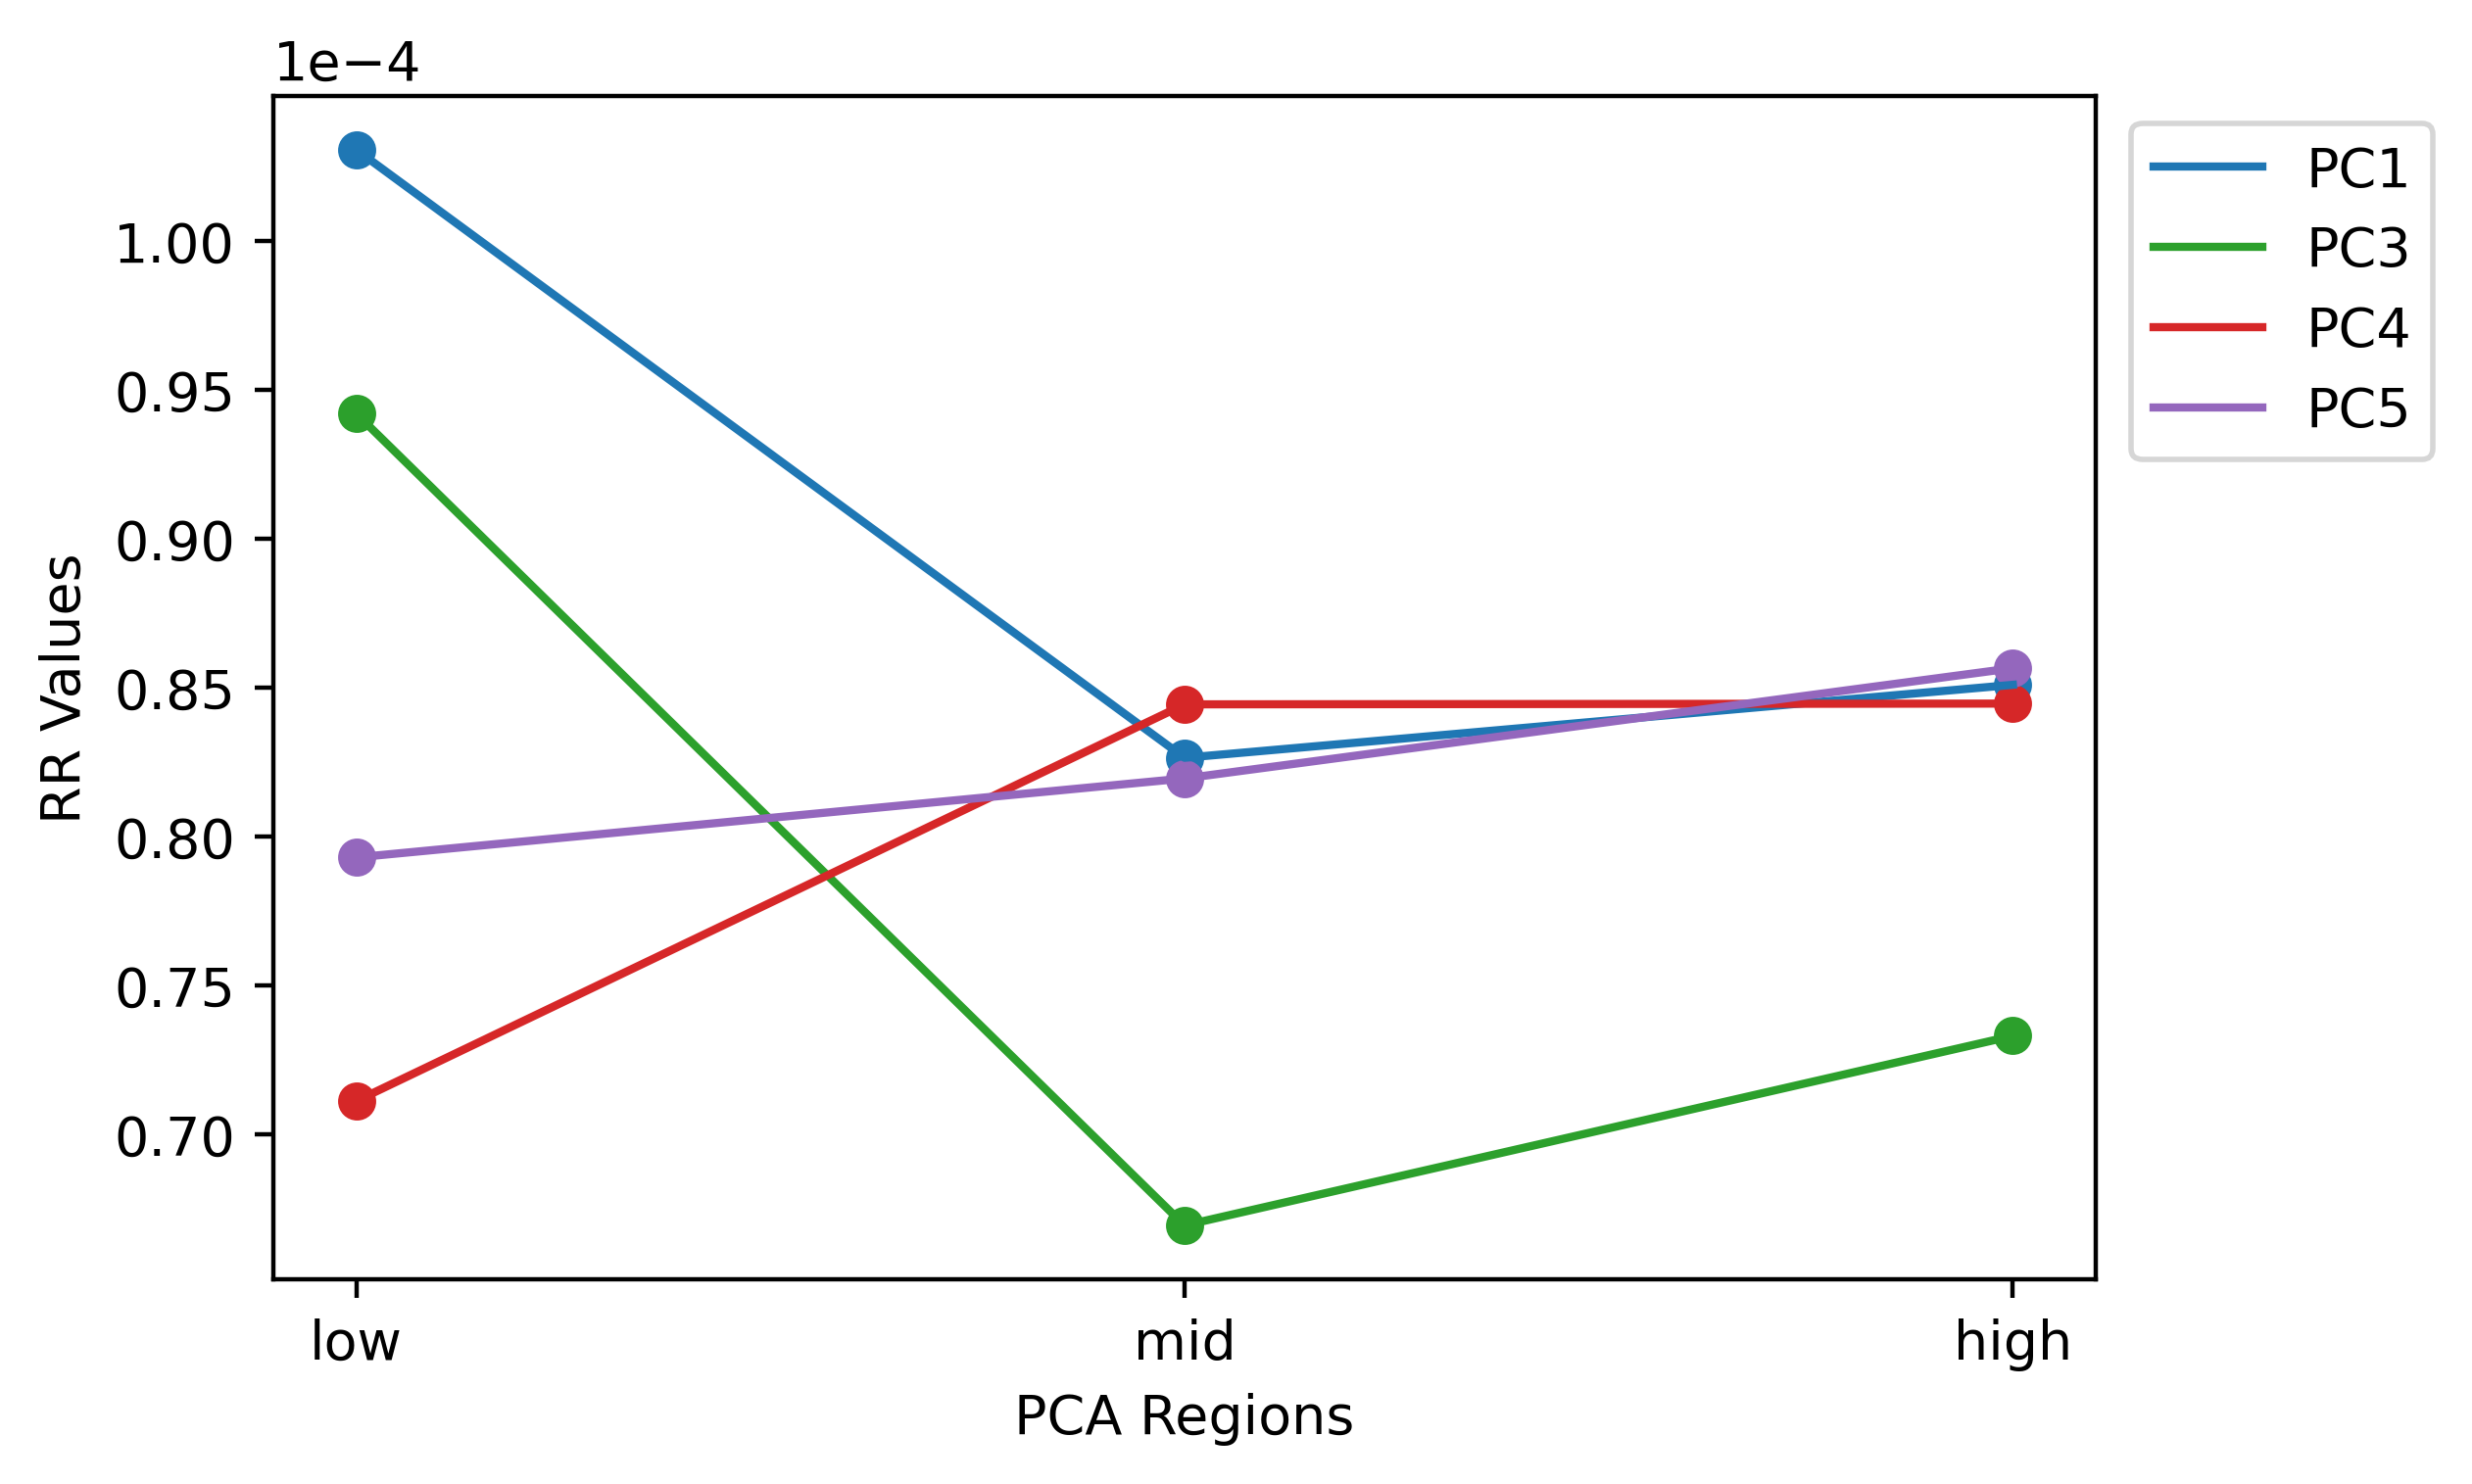 1e−4
1.00
0.95
0.90
0.85
0.80
0.75
0.70
RR Values
low
mid
high
PCA Regions
PC1
PC3
PC4
PC5